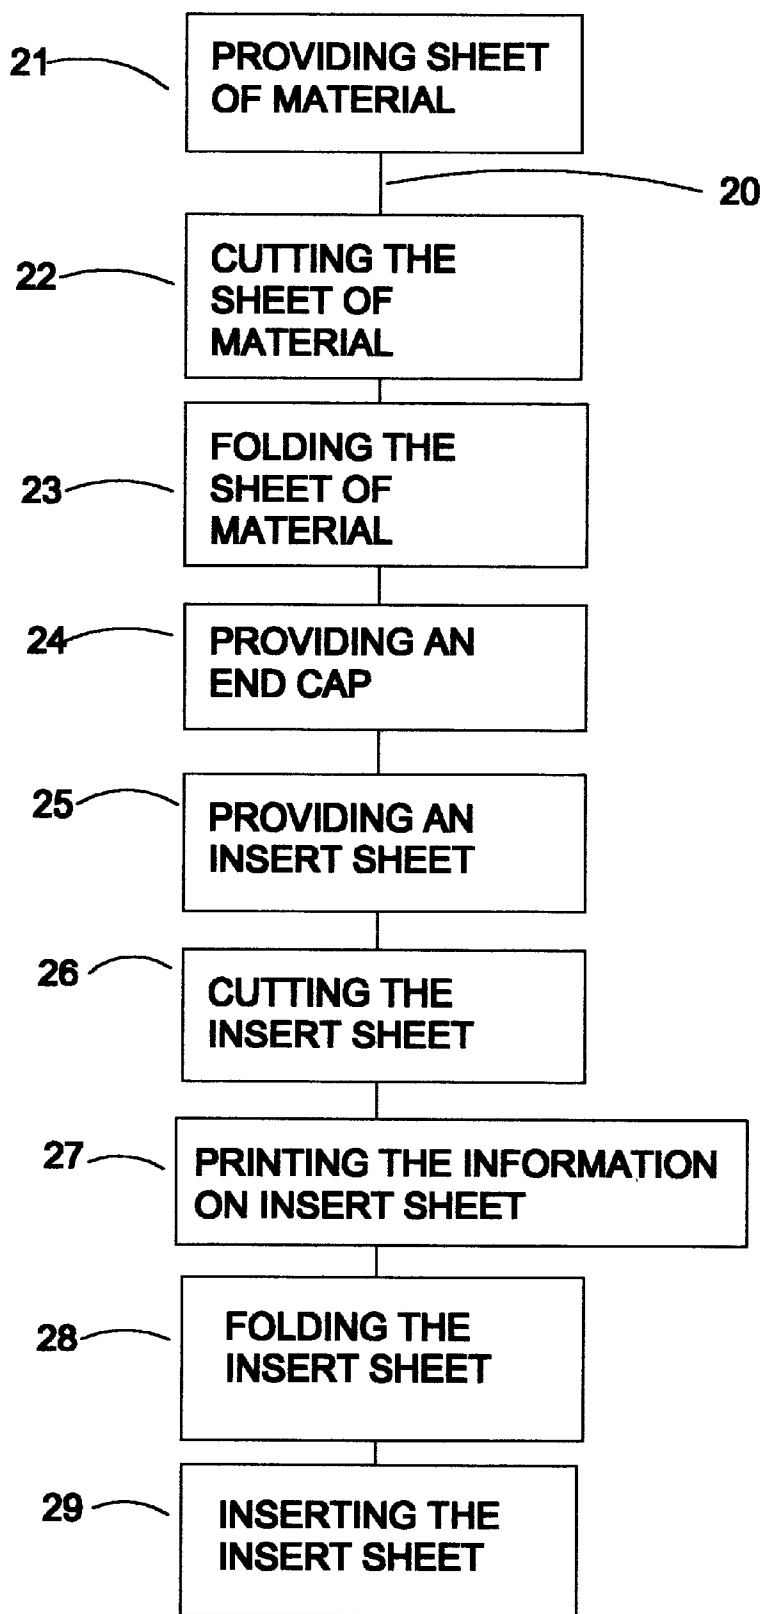 21
PROVIDING SHEET
OF MATERIAL
20
22
CUTTING THE
SHEET OF
MATERIAL
23
FOLDING THE
SHEET OF
MATERIAL
24
PROVIDING AN
END CAP
25
PROVIDING AN
INSERT SHEET
26
CUTTING THE
INSERT SHEET
27
PRINTING THE INFORMATION
ON INSERT SHEET
28
FOLDING THE
INSERT SHEET
29
INSERTING THE
INSERT SHEET